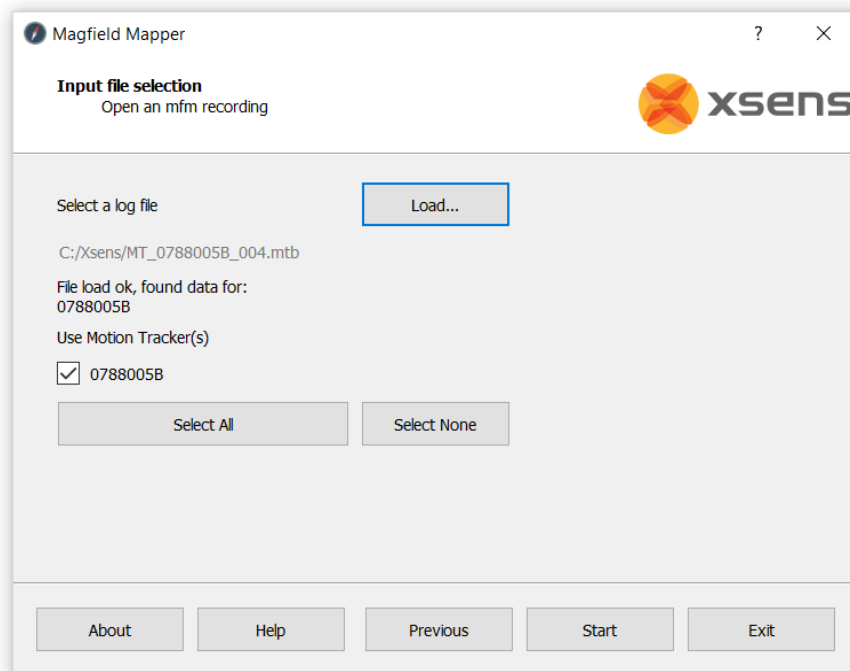 Magfield Mapper
?
Input file selection
Open an mfm recording
xsens
Select a log file
Load...
C:/Xsens/MT_0788005B_004.mtb
File load ok, found data for:
0788005B
Use Motion Tracker(s)
0788005B
Select All
Select None
About
Help
Previous
Start
Exit